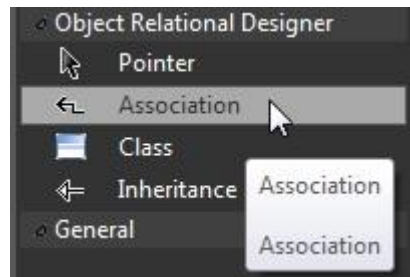 Object Relational Designer
Pointer
Association
Class
Inheritance
General
Association
Association